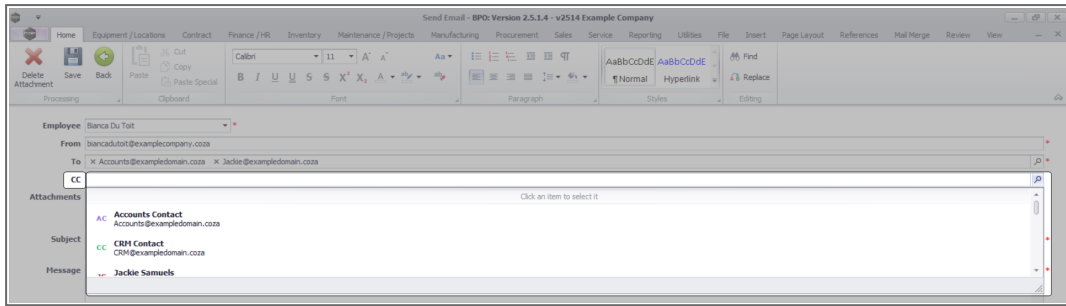 Send Email - BPO: Version 2.5.1.4 - v2514 Example Company
Home Equipment / Locations Contract Finance / HR Inventory Maintenance / Projects Manufacturing Procurement Sales Service Reporting Utilities File Insert Page Layout References Mail Merge Review View
Cut
Calibri 11 A A Aa
Find
Copy
AaBbCcDdE AaBbCcDdE
Delete Attachment Save Back Paste
Paste Special
B I U U S S X² X₂ A
¶ Normal Hyperlink
Replace
Processing Clipboard Font Paragraph Styles Editing
Employee Bianca Du Toit *
From biancadutoit@examplecompany.coza *
To × Accounts@exampledomain.coza × Jackie@exampledomain.coza *
CC
Attachments Click an item to select it
AC Accounts Contact
Accounts@exampledomain.coza
Subject *
CC CRM Contact
CRM@exampledomain.coza
Message *
Jackie Samuels